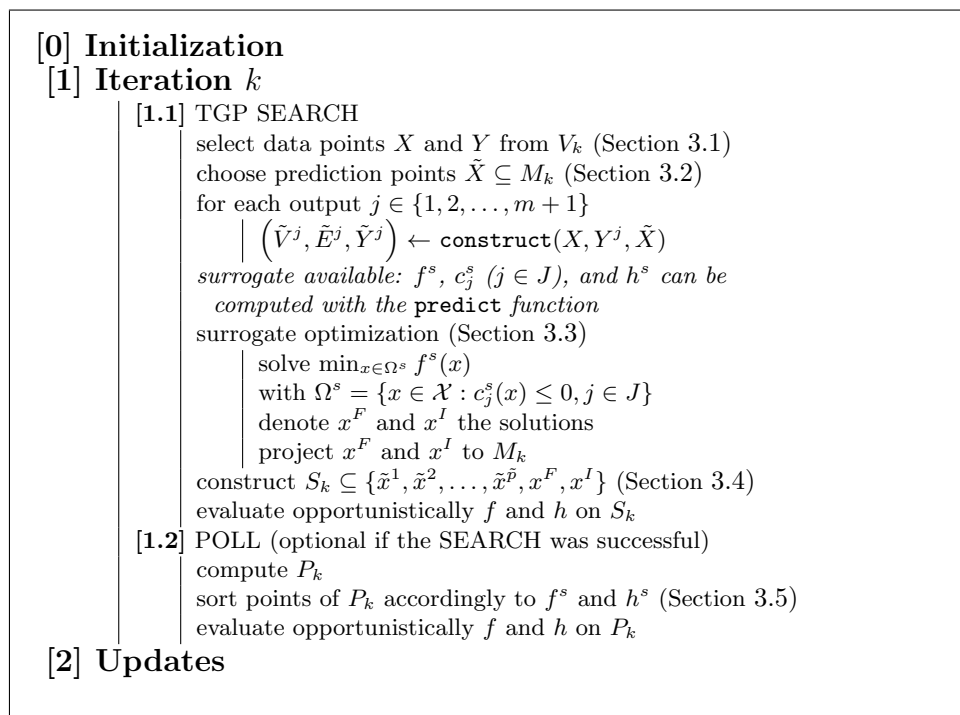 [0] Initialization
[1] Iteration k
[1.1] TGP SEARCH
select data points X and Y from V_k (Section 3.1)
choose prediction points X̃ ⊆ M_k (Section 3.2)
for each output j ∈ {1, 2, . . . , m + 1}
(Ṽ^j, Ẽ^j, Ỹ^j) ← construct(X, Y^j, X̃)
surrogate available: f^s, c_j^s (j ∈ J), and h^s can be
computed with the predict function
surrogate optimization (Section 3.3)
solve min_{x∈Ω^s} f^s(x)
with Ω^s = {x ∈ 𝒳 : c_j^s(x) ≤ 0, j ∈ J}
denote x^F and x^I the solutions
project x^F and x^I to M_k
construct S_k ⊆ {x̃^1, x̃^2, . . . , x̃^p̃, x^F, x^I} (Section 3.4)
evaluate opportunistically f and h on S_k
[1.2] POLL (optional if the SEARCH was successful)
compute P_k
sort points of P_k accordingly to f^s and h^s (Section 3.5)
evaluate opportunistically f and h on P_k
[2] Updates